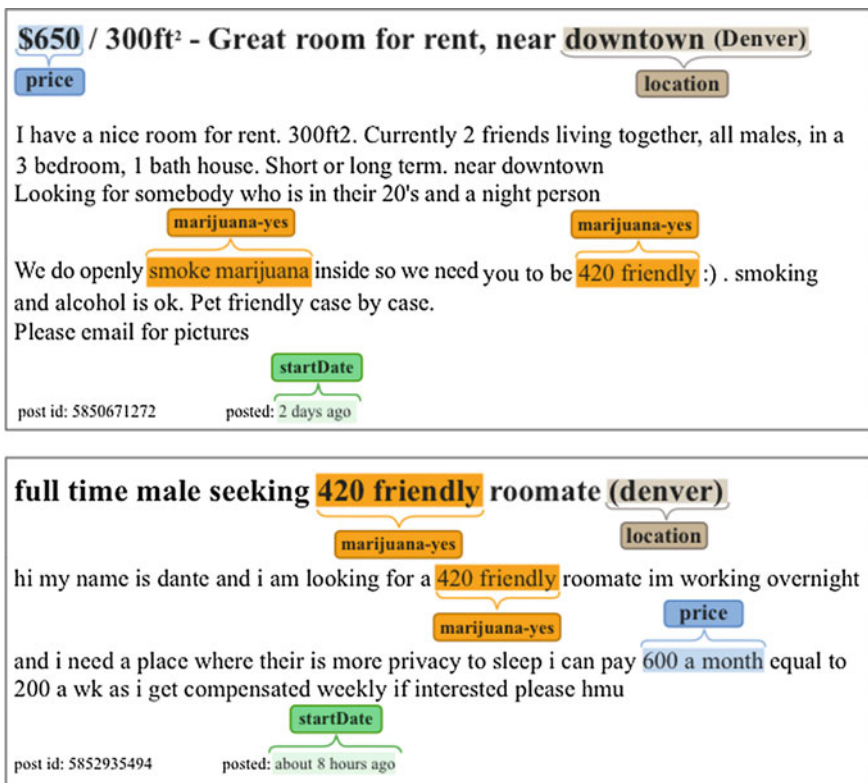 $650 / 300ft² - Great room for rent, near downtown (Denver)
price
location
I have a nice room for rent. 300ft2. Currently 2 friends living together, all males, in a
3 bedroom, 1 bath house. Short or long term. near downtown
Looking for somebody who is in their 20's and a night person
marijuana-yes
marijuana-yes
We do openly smoke marijuana inside so we need you to be 420 friendly :) . smoking
and alcohol is ok. Pet friendly case by case.
Please email for pictures
startDate
post id: 5850671272 posted: 2 days ago
full time male seeking 420 friendly roomate (denver)
marijuana-yes
location
hi my name is dante and i am looking for a 420 friendly roomate im working overnight
marijuana-yes
price
and i need a place where their is more privacy to sleep i can pay 600 a month equal to
200 a wk as i get compensated weekly if interested please hmu
startDate
post id: 5852935494 posted: about 8 hours ago